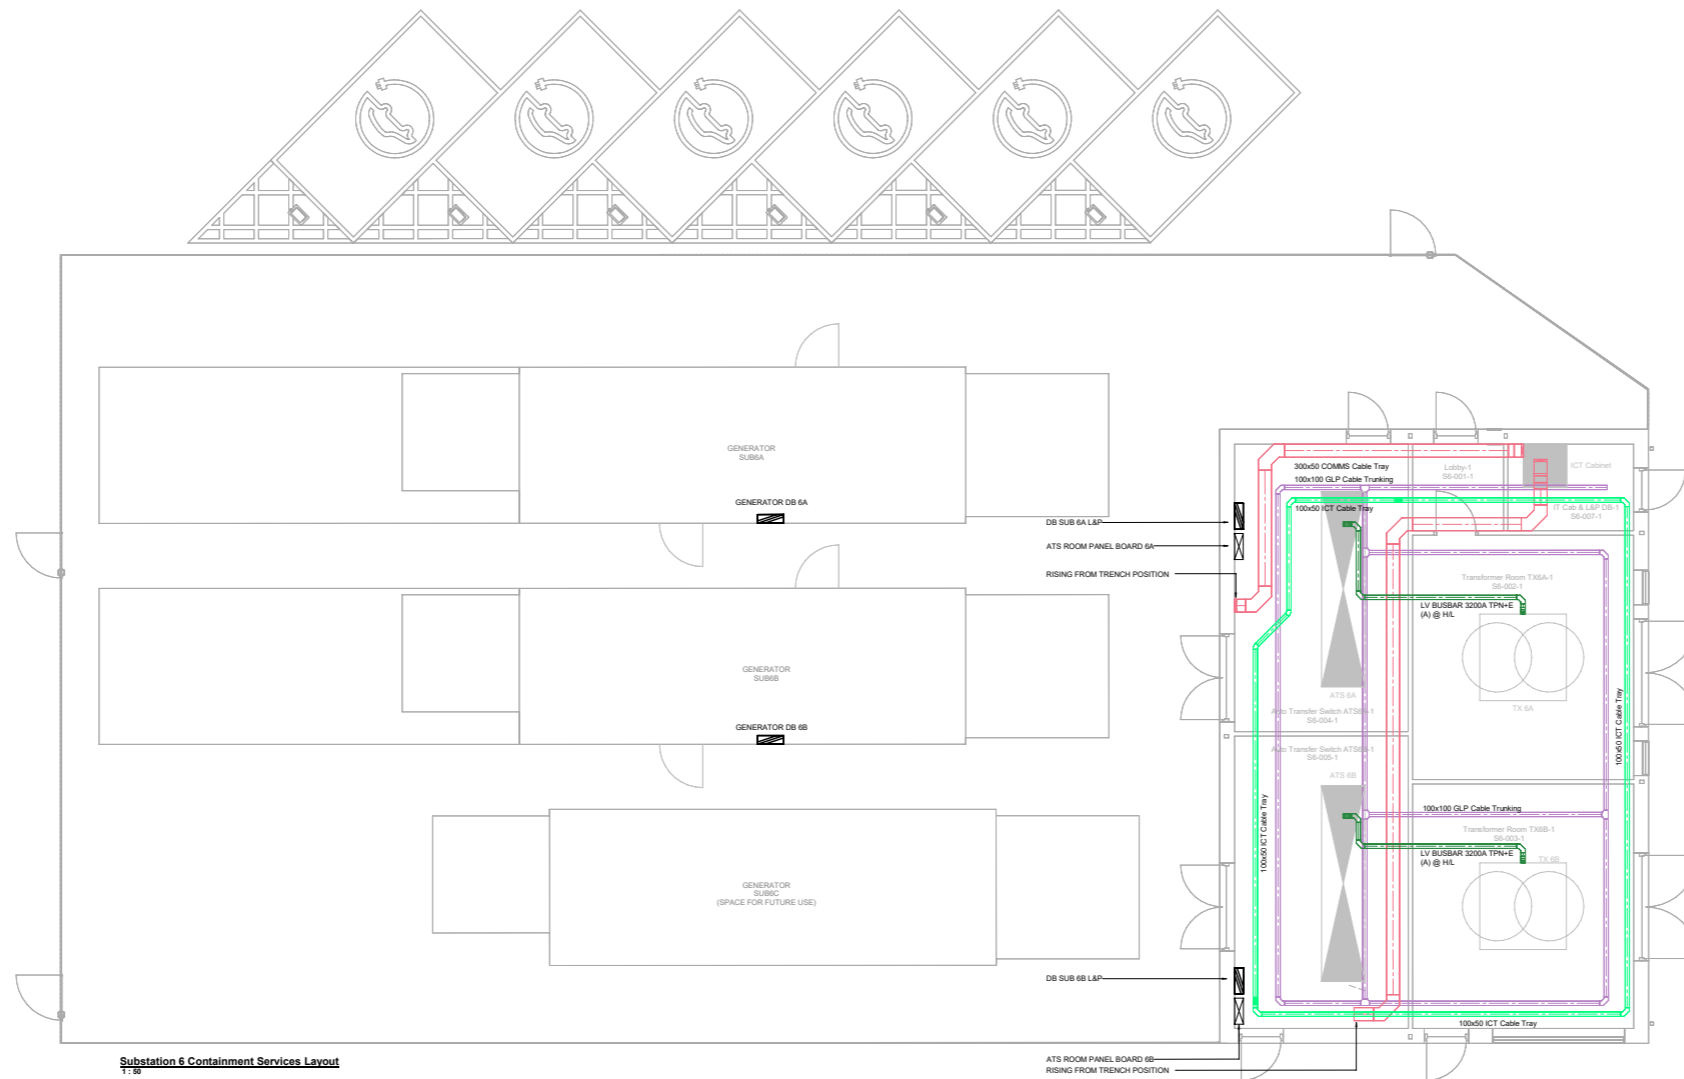 GENERATOR
SUB6A
GENERATOR DB 6A
GENERATOR
SUB6B
GENERATOR DB 6B
GENERATOR
SUB6C
(SPACE FOR FUTURE USE)
DB SUB 6A L&P
ATS ROOM PANEL BOARD 6A
RISING FROM TRENCH POSITION
300x50 COMMS Cable Tray
100x100 GLP Cable Trunking
100x50 ICT Cable Tray
Lobby-1
S6-001-1
ICT Cabinet
IT Cab & L&P DB-1
S6-007-1
Transformer Room TX6A-1
S6-002-1
LV BUSBAR 3200A TPN+E
(A) @ H/L
TX 6A
ATS 6A
Auto Transfer Switch ATS6A-1
S6-004-1
Auto Transfer Switch ATS6B-1
S6-005-1
ATS 6B
100x50 ICT Cable Tray
100x50 ICT Cable Tray
100x100 GLP Cable Trunking
Transformer Room TX6B-1
S6-003-1
LV BUSBAR 3200A TPN+E
(A) @ H/L
TX 6B
DB SUB 6B L&P
100x50 ICT Cable Tray
ATS ROOM PANEL BOARD 6B
RISING FROM TRENCH POSITION
Substation 6 Containment Services Layout
1 : 50